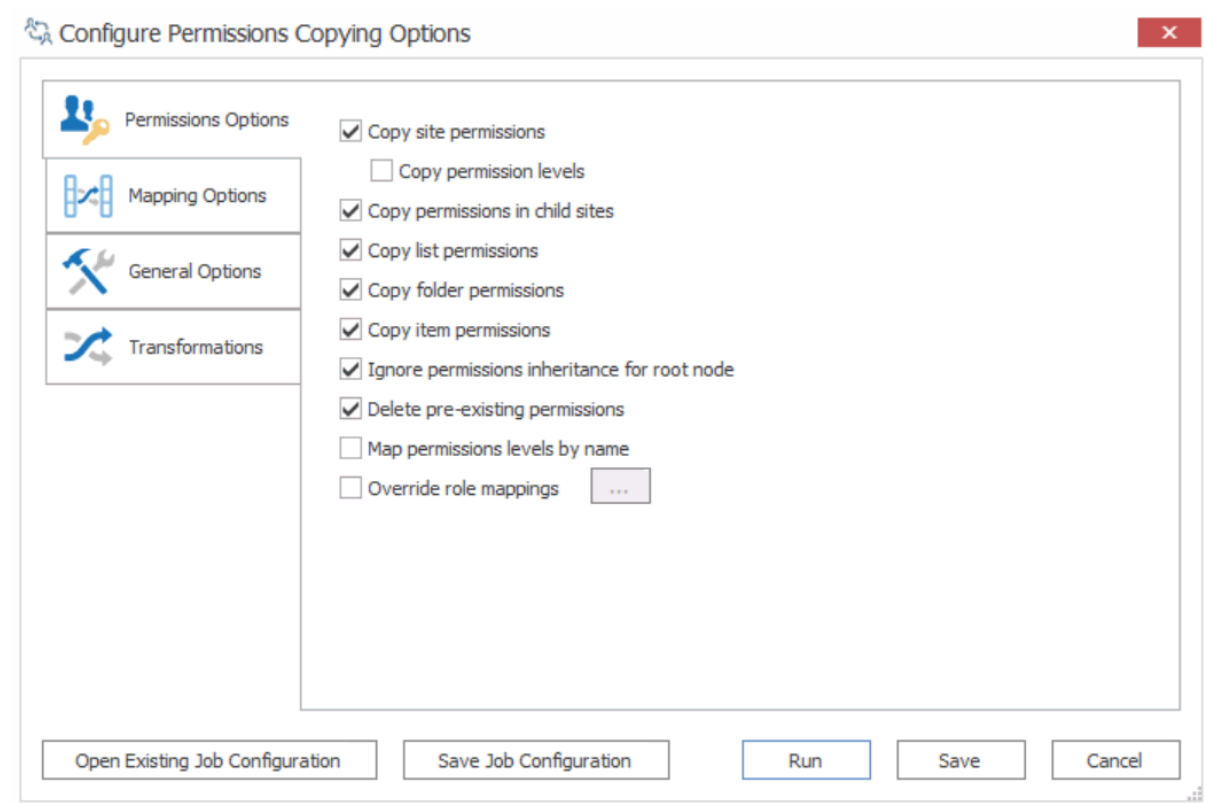 Configure Permissions Copying Options
Permissions Options
Mapping Options
General Options
Transformations
Copy site permissions
Copy permission levels
Copy permissions in child sites
Copy list permissions
Copy folder permissions
Copy item permissions
Ignore permissions inheritance for root node
Delete pre-existing permissions
Map permissions levels by name
Override role mappings ...
Open Existing Job Configuration Save Job Configuration Run Save Cancel